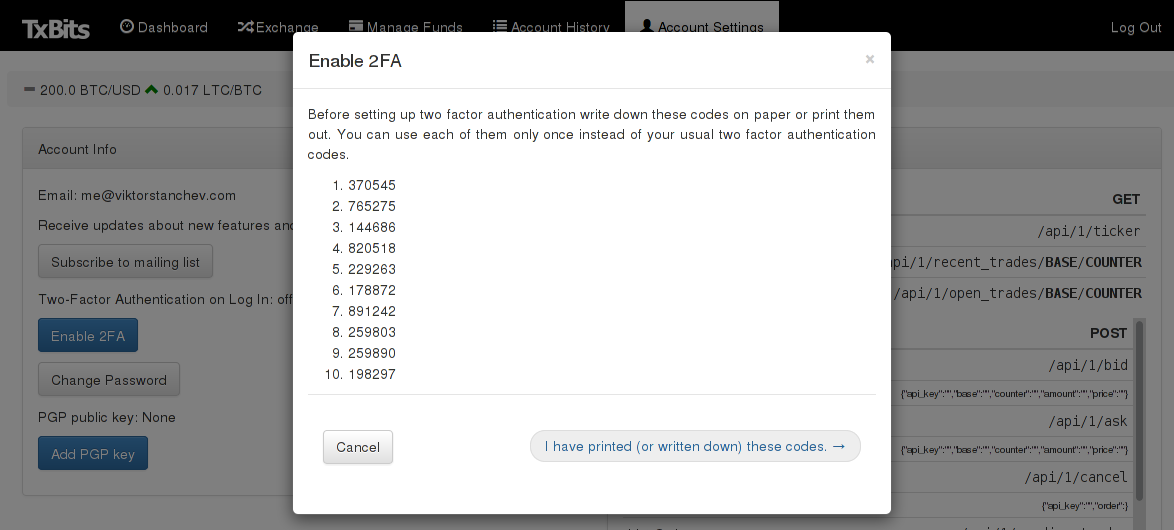 TxBits
Dashboard
Exchange
Manage Funds
Account History
Account Settings
Log Out
200.0 BTC/USD 0.017 LTC/BTC
Account Info
Email: me@viktorstanchev.com
Receive updates about new features
Subscribe to mailing list
Two-Factor Authentication on Log In: off
Enable 2FA
Change Password
PGP public key: None
Add PGP key
Enable 2FA
×
Before setting up two factor authentication write down these codes on paper or print them
out. You can use each of them only once instead of your usual two factor authentication
codes.
1. 370545
2. 765275
3. 144686
4. 820518
5. 229263
6. 178872
7. 891242
8. 259803
9. 259890
10. 198297
Cancel
I have printed (or written down) these codes. →
GET
/api/1/ticker
pi/1/recent_trades/BASE/COUNTER
/api/1/open_trades/BASE/COUNTER
POST
/api/1/bid
{"api_key":"","base":"","counter":"","amount":"","price":""}
/api/1/ask
{"api_key":"","base":"","counter":"","amount":"","price":""}
/api/1/cancel
{"api_key":"","order":}